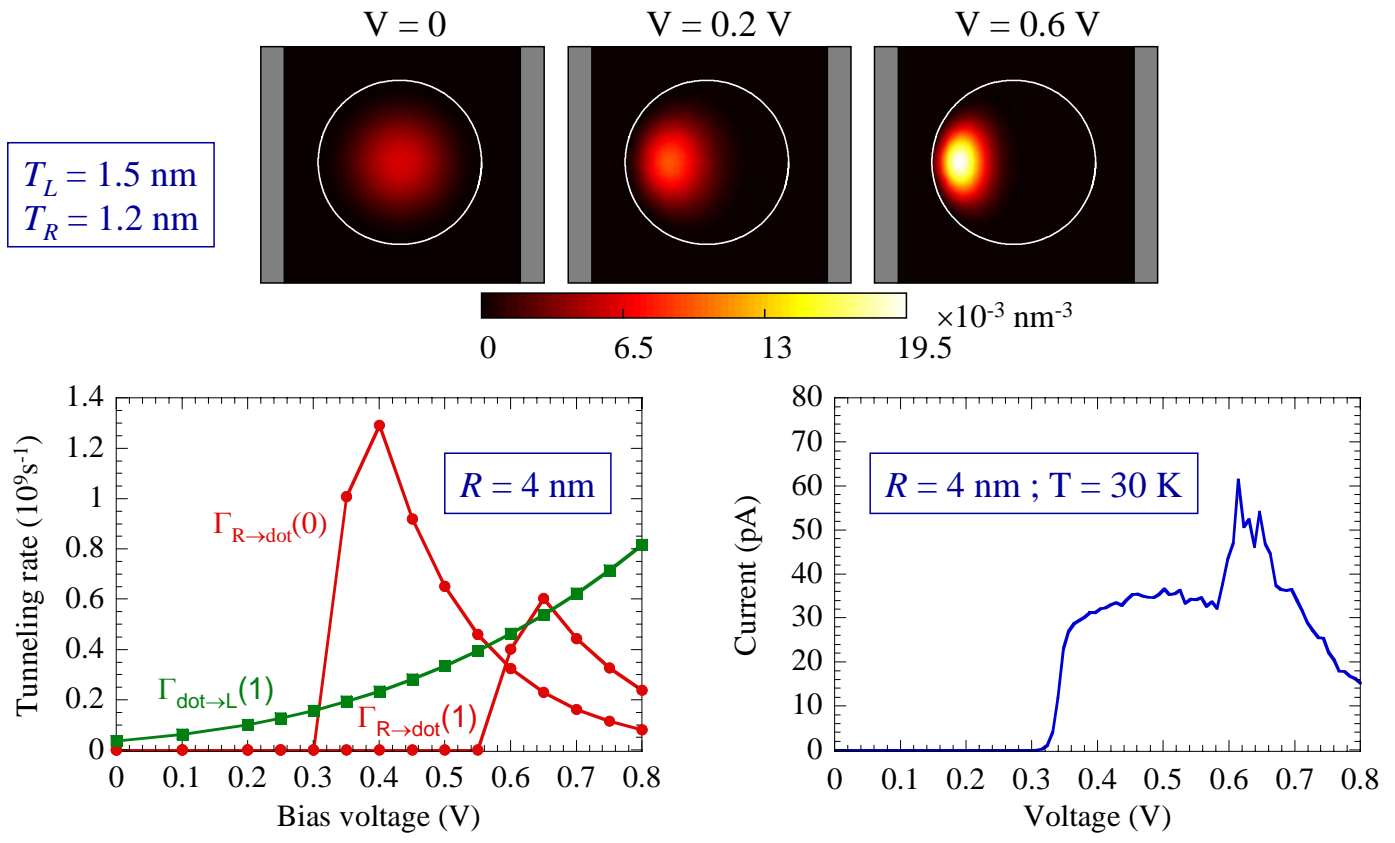 V = 0
V = 0.2 V
V = 0.6 V
T_L = 1.5 nm
T_R = 1.2 nm
×10⁻³ nm⁻³
0 6.5 13 19.5
Tunneling rate (10⁹s⁻¹)
1.4
1.2
1
0.8
0.6
0.4
0.2
0
R = 4 nm
Γ_R→dot(0)
Γ_dot→L(1)
Γ_R→dot(1)
0 0.1 0.2 0.3 0.4 0.5 0.6 0.7 0.8
Bias voltage (V)
Current (pA)
80
70
60
50
40
30
20
10
0
R = 4 nm ; T = 30 K
0 0.1 0.2 0.3 0.4 0.5 0.6 0.7 0.8
Voltage (V)